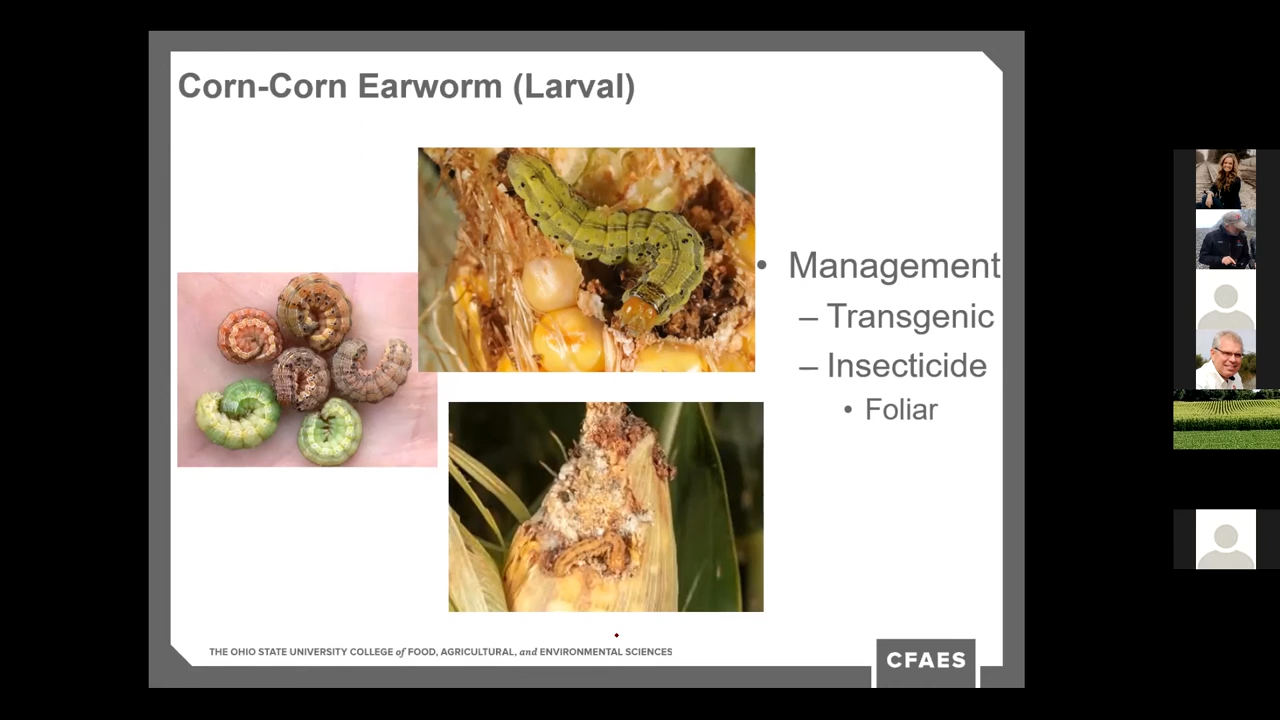 Corn-Corn Earworm (Larval)
• Management
– Transgenic
– Insecticide
• Foliar
THE OHIO STATE UNIVERSITY COLLEGE of FOOD, AGRICULTURAL, and ENVIRONMENTAL SCIENCES
CFAES